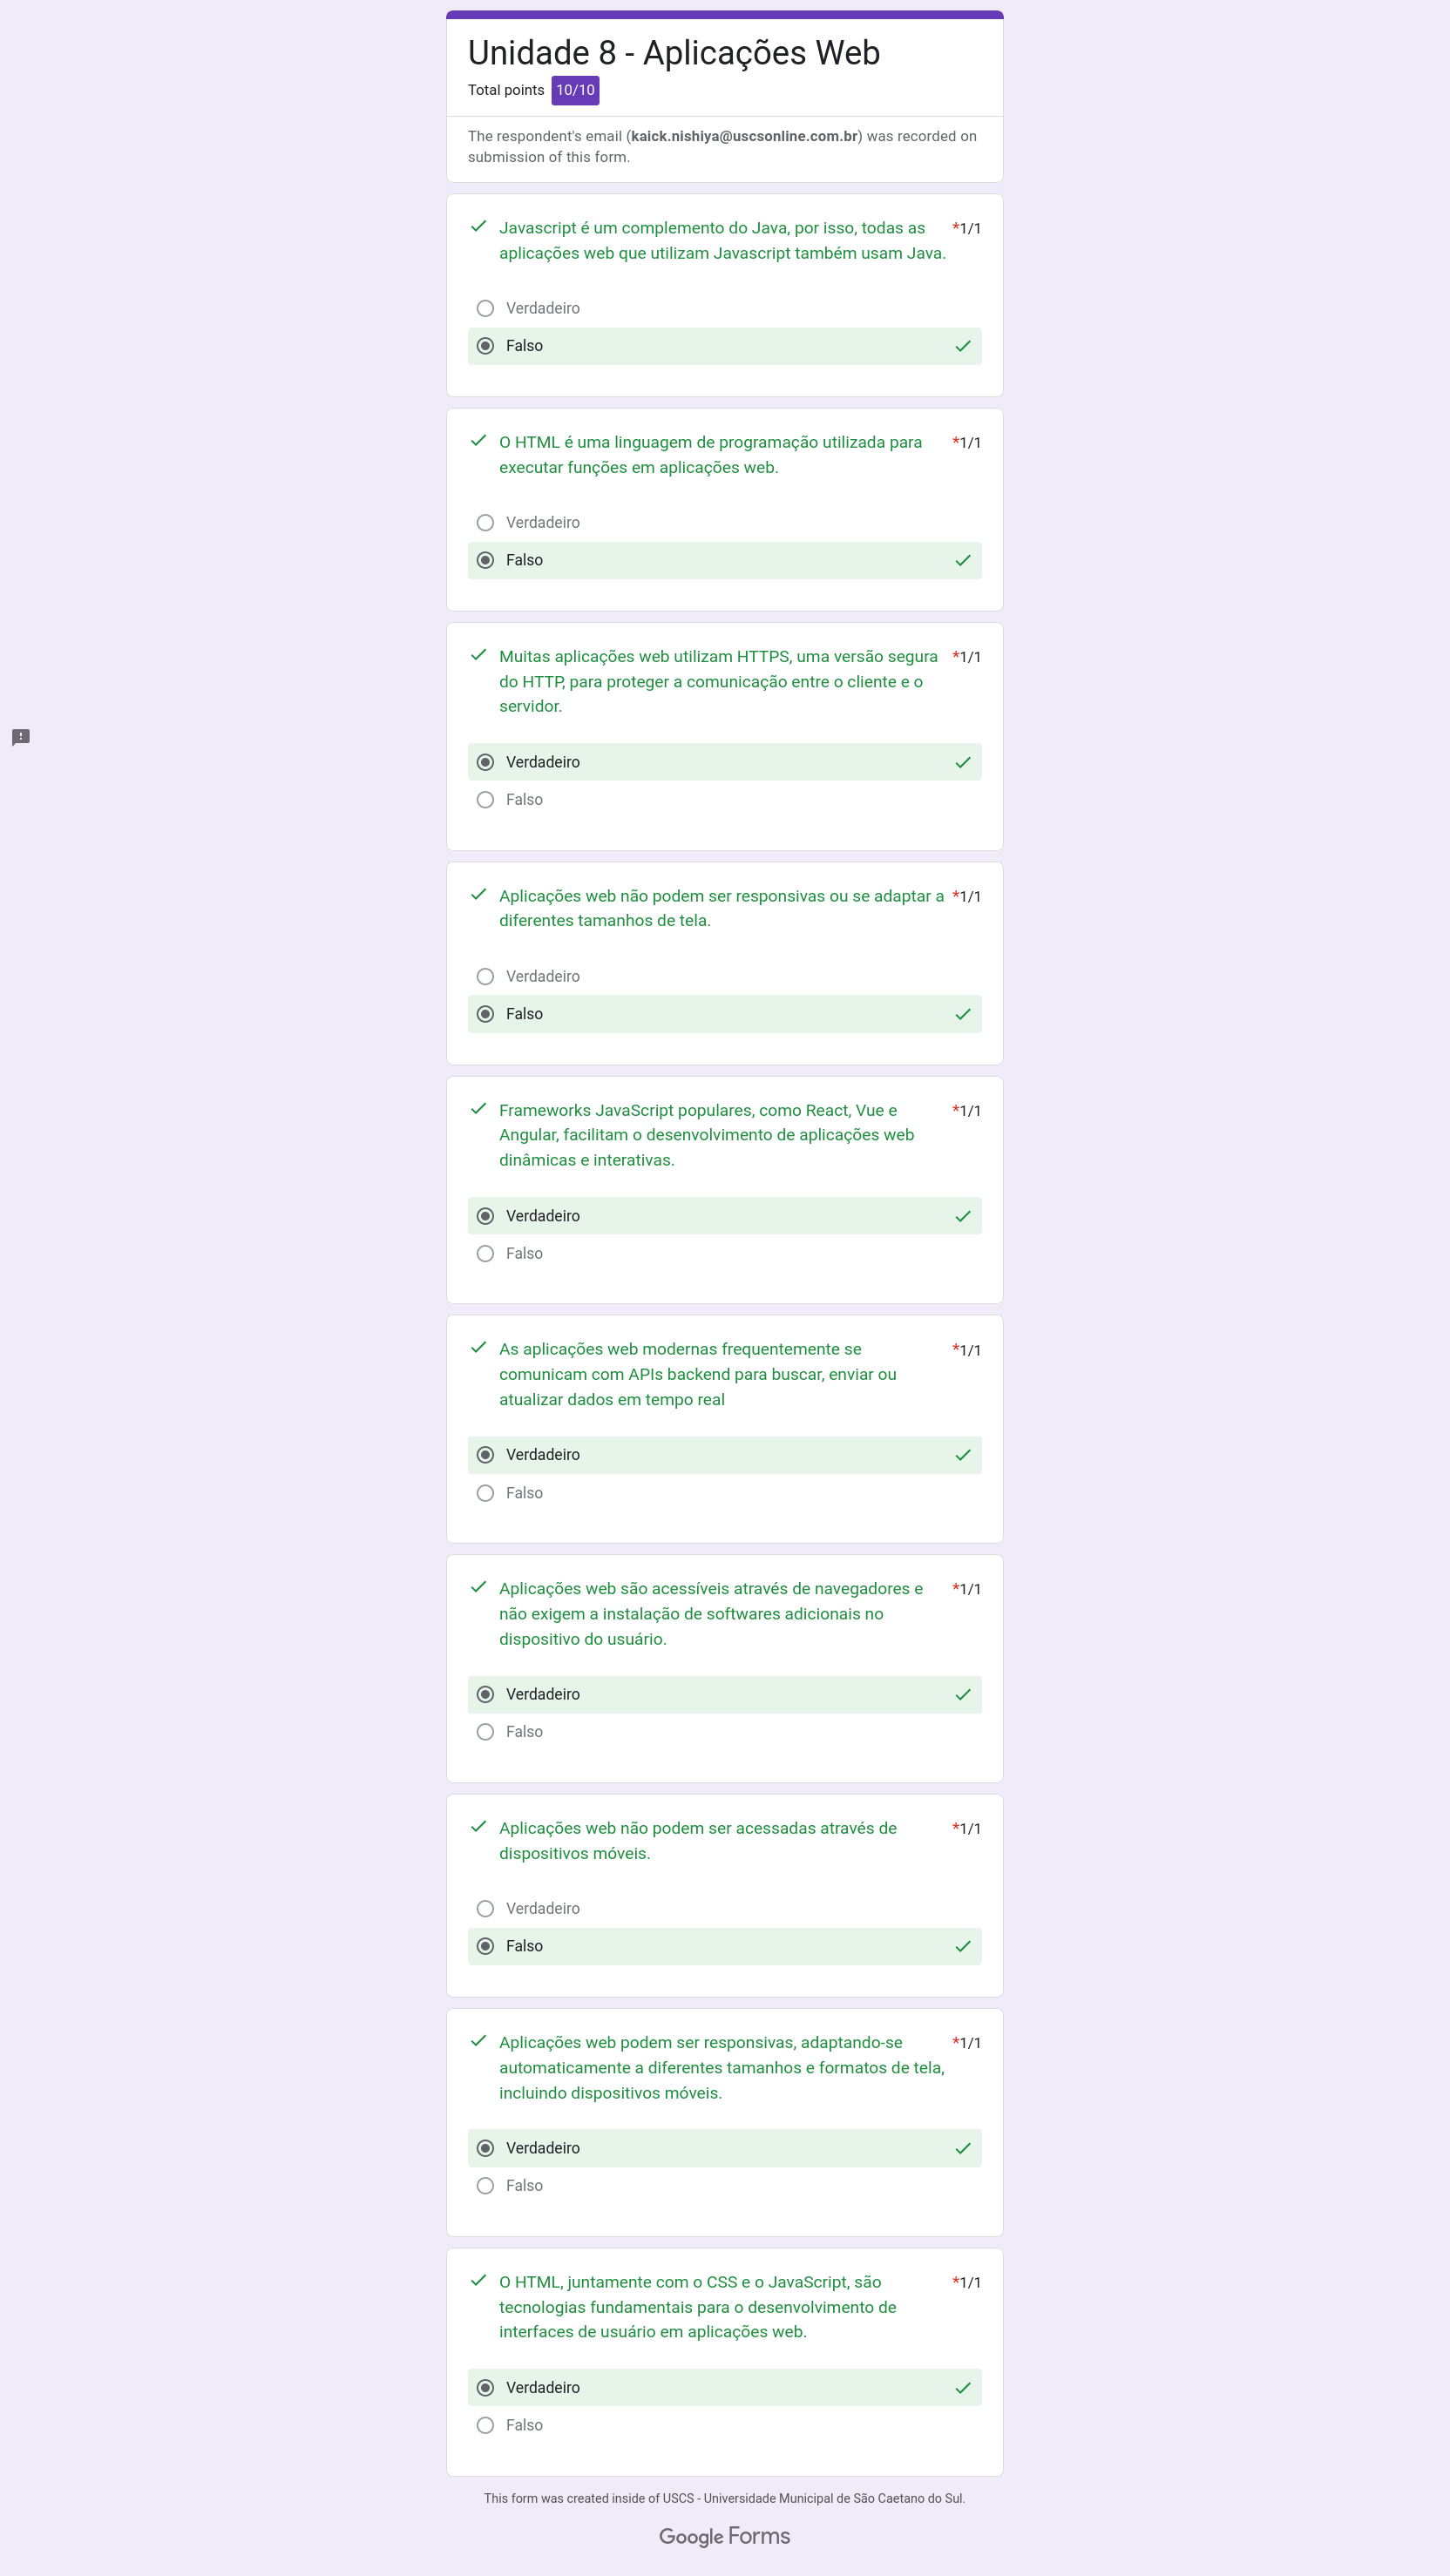 Unidade 8 - Aplicações Web
Total points 10/10
The respondent's email (kaick.nishiya@uscsonline.com.br) was recorded on
submission of this form.
Javascript é um complemento do Java, por isso, todas as *1/1
aplicações web que utilizam Javascript também usam Java.
Verdadeiro
Falso
O HTML é uma linguagem de programação utilizada para *1/1
executar funções em aplicações web.
Verdadeiro
Falso
Muitas aplicações web utilizam HTTPS, uma versão segura *1/1
do HTTP, para proteger a comunicação entre o cliente e o
servidor.
Verdadeiro
Falso
Aplicações web não podem ser responsivas ou se adaptar a *1/1
diferentes tamanhos de tela.
Verdadeiro
Falso
Frameworks JavaScript populares, como React, Vue e *1/1
Angular, facilitam o desenvolvimento de aplicações web
dinâmicas e interativas.
Verdadeiro
Falso
As aplicações web modernas frequentemente se *1/1
comunicam com APIs backend para buscar, enviar ou
atualizar dados em tempo real
Verdadeiro
Falso
Aplicações web são acessíveis através de navegadores e *1/1
não exigem a instalação de softwares adicionais no
dispositivo do usuário.
Verdadeiro
Falso
Aplicações web não podem ser acessadas através de *1/1
dispositivos móveis.
Verdadeiro
Falso
Aplicações web podem ser responsivas, adaptando-se *1/1
automaticamente a diferentes tamanhos e formatos de tela,
incluindo dispositivos móveis.
Verdadeiro
Falso
O HTML, juntamente com o CSS e o JavaScript, são *1/1
tecnologias fundamentais para o desenvolvimento de
interfaces de usuário em aplicações web.
Verdadeiro
Falso
This form was created inside of USCS - Universidade Municipal de São Caetano do Sul.
Google Forms